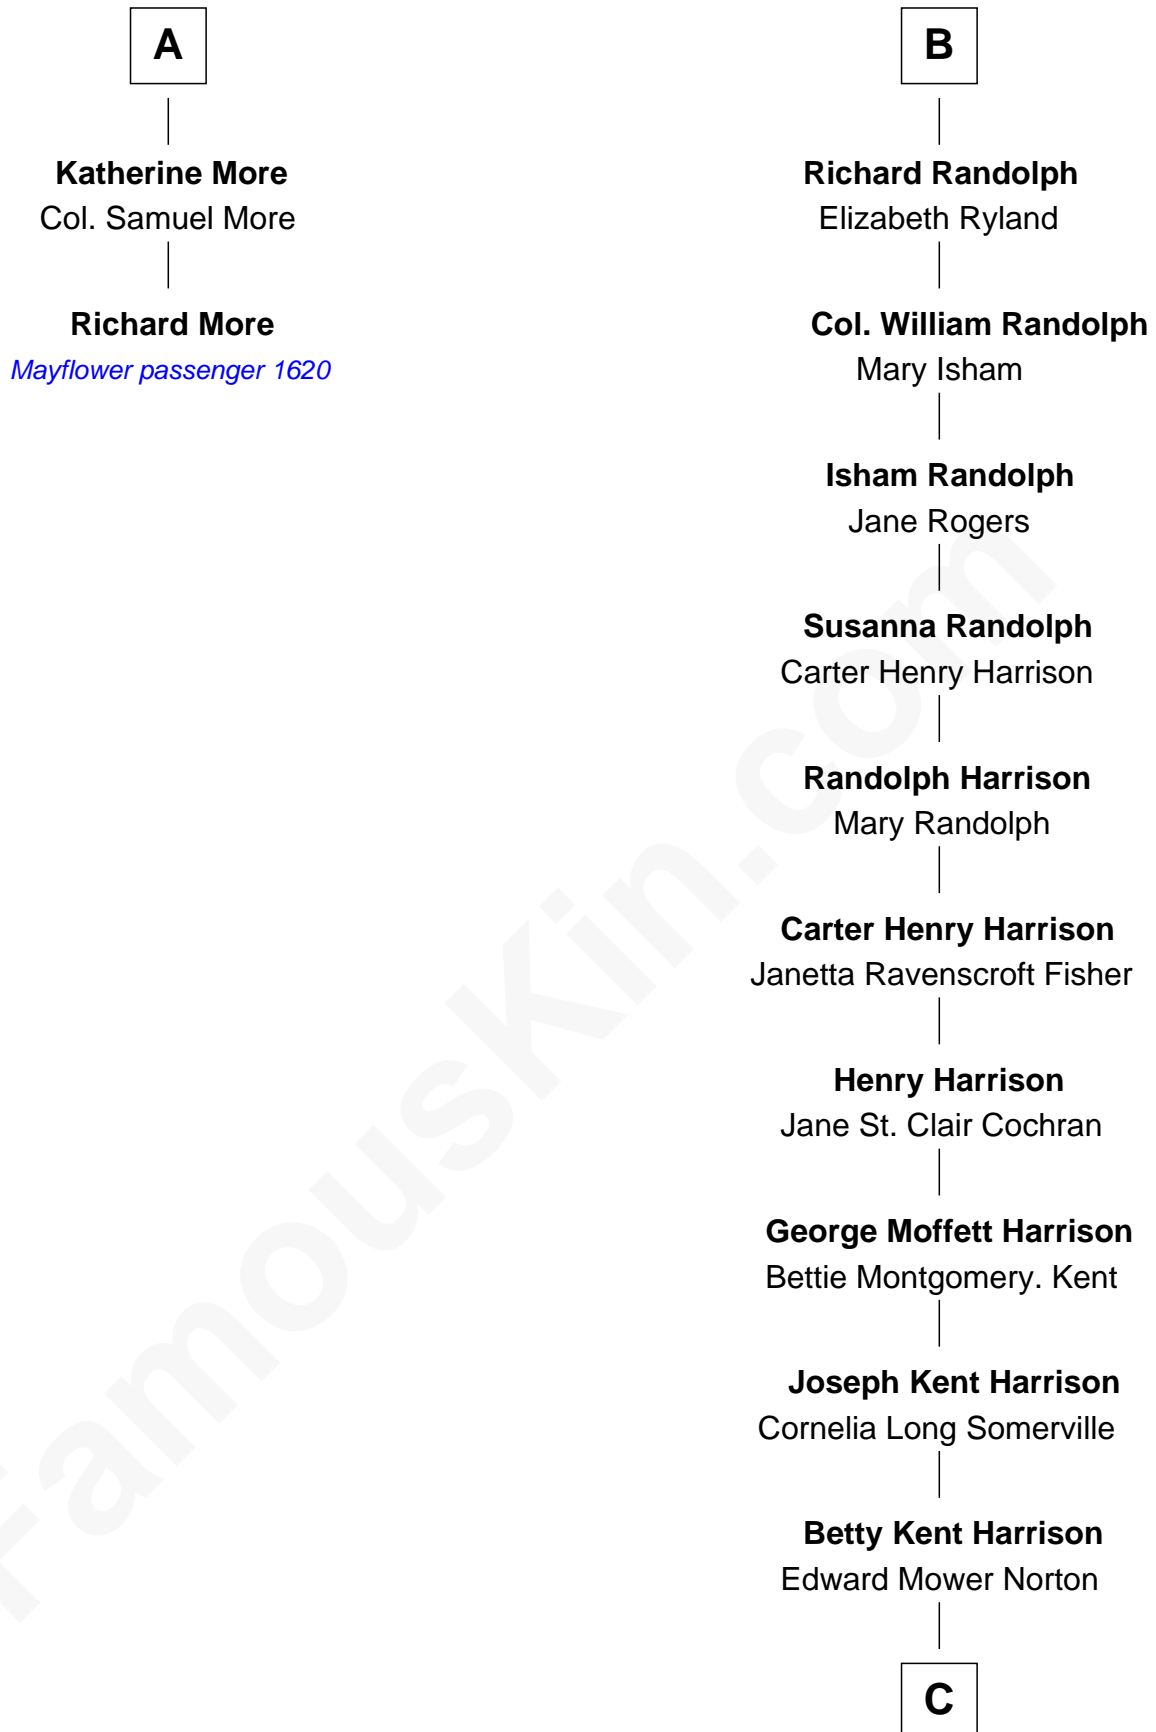 A
Katherine More
Col. Samuel More
Richard More
Mayflower passenger 1620
B
Richard Randolph
Elizabeth Ryland
Col. William Randolph
Mary Isham
Isham Randolph
Jane Rogers
Susanna Randolph
Carter Henry Harrison
Randolph Harrison
Mary Randolph
Carter Henry Harrison
Janetta Ravenscroft Fisher
Henry Harrison
Jane St. Clair Cochran
George Moffett Harrison
Bettie Montgomery. Kent
Joseph Kent Harrison
Cornelia Long Somerville
Betty Kent Harrison
Edward Mower Norton
C
FamousKin.com